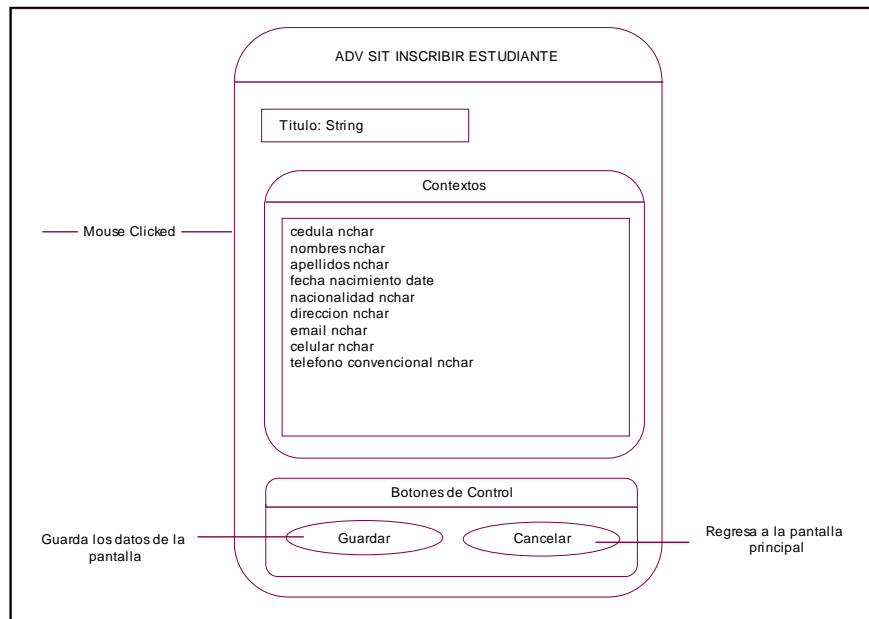 ADV SIT INSCRIBIR ESTUDIANTE
Titulo: String
Contextos
Mouse Clicked
cedula nchar
nombres nchar
apellidos nchar
fecha nacimiento date
nacionalidad nchar
direccion nchar
email nchar
celular nchar
telefono convencional nchar
Botones de Control
Guarda los datos de la
pantalla
Guardar
Cancelar
Regresa a la pantalla
principal